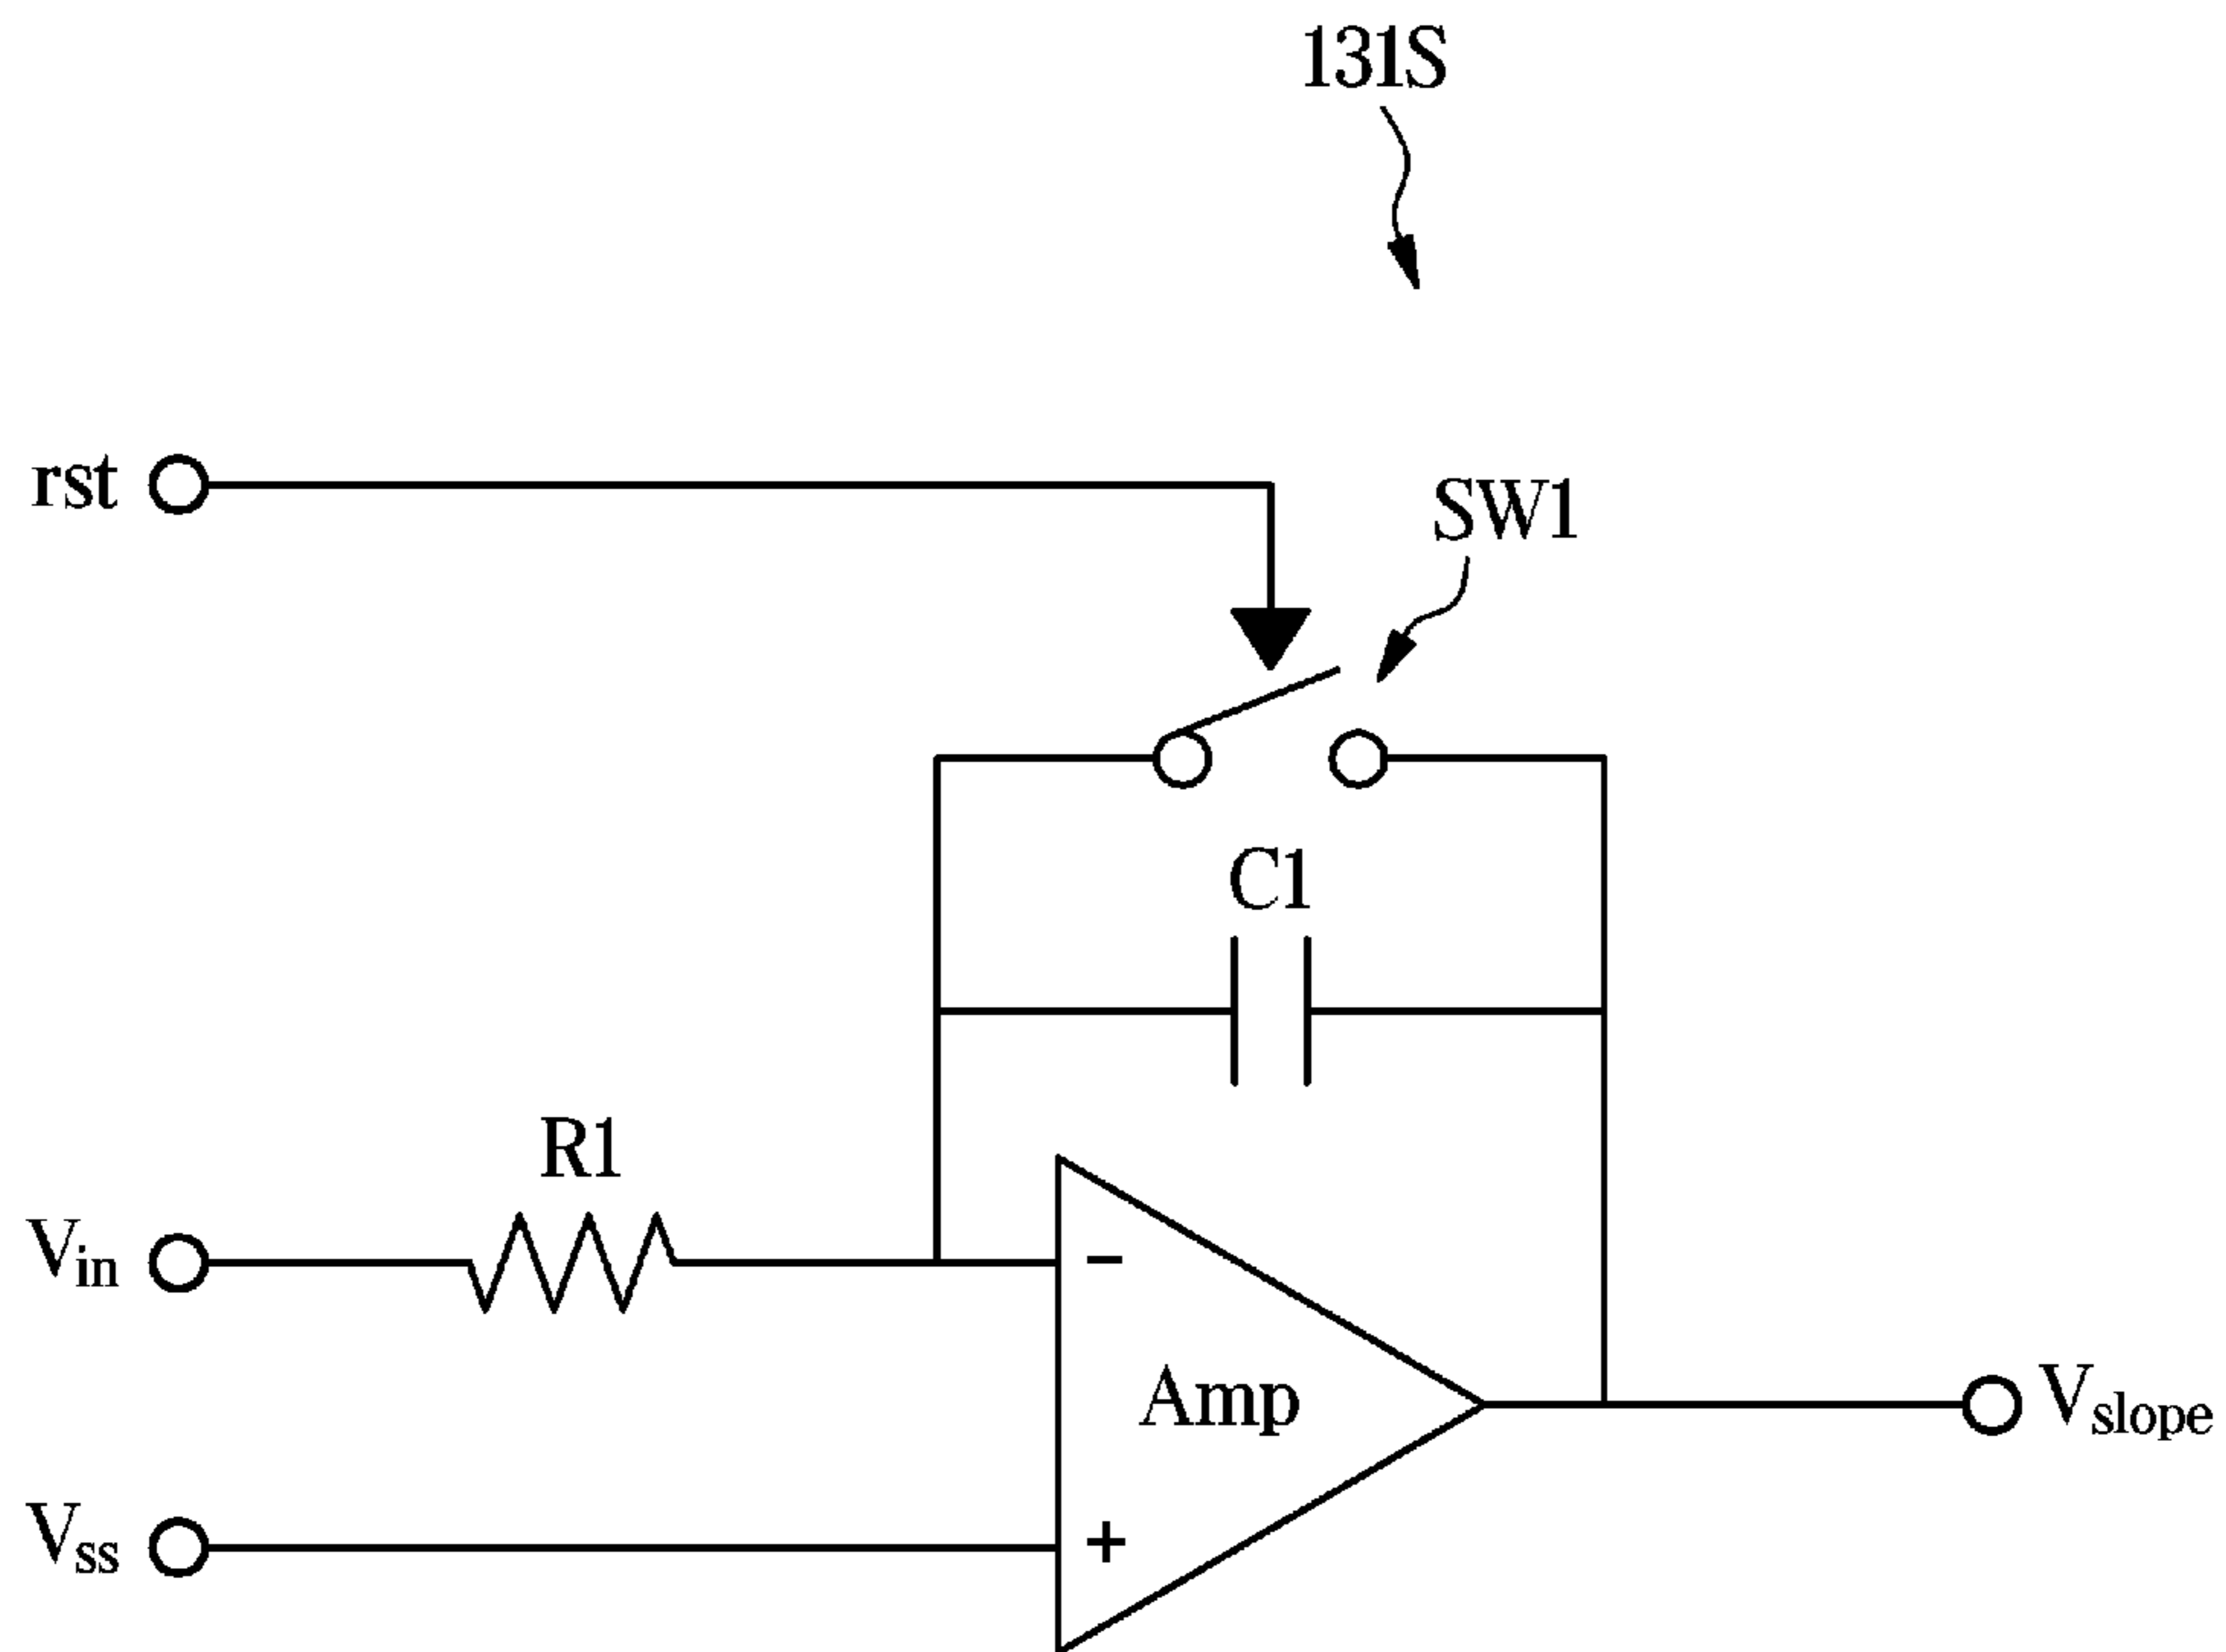 131S
rst
SW1
C1
R1
Vin
−
Amp
Vslope
Vss
+